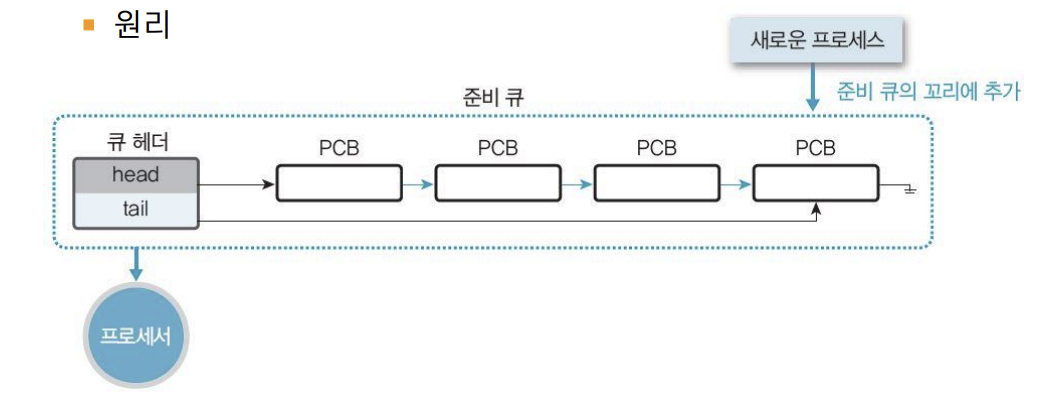 원리
새로운 프로세스
준비 큐의 꼬리에 추가
준비 큐
큐 헤더
head
tail
PCB
PCB
PCB
PCB
프로세서